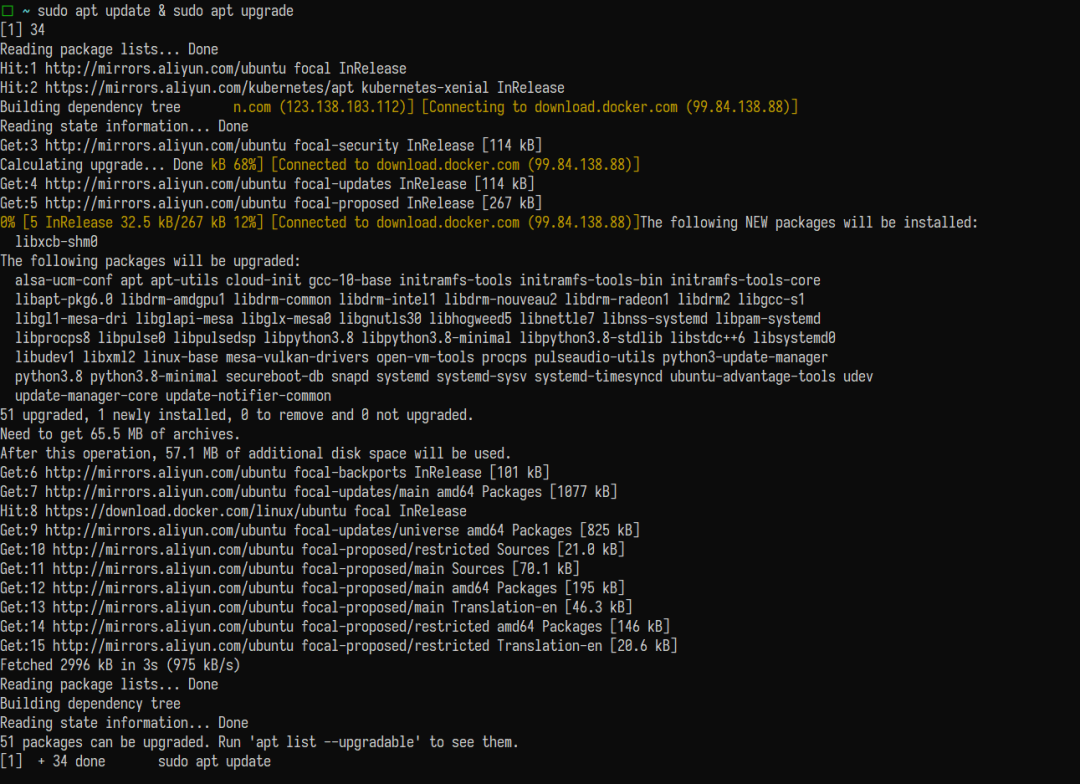 ~ sudo apt update & sudo apt upgrade
[1] 34
Reading package lists... Done
Hit:1 http://mirrors.aliyun.com/ubuntu focal InRelease
Hit:2 https://mirrors.aliyun.com/kubernetes/apt kubernetes-xenial InRelease
Building dependency tree       n.com (123.138.103.112)] [Connecting to download.docker.com (99.84.138.88)]
Reading state information... Done
Get:3 http://mirrors.aliyun.com/ubuntu focal-security InRelease [114 kB]
Calculating upgrade... Done kB 68%] [Connected to download.docker.com (99.84.138.88)]
Get:4 http://mirrors.aliyun.com/ubuntu focal-updates InRelease [114 kB]
Get:5 http://mirrors.aliyun.com/ubuntu focal-proposed InRelease [267 kB]
0% [5 InRelease 32.5 kB/267 kB 12%] [Connected to download.docker.com (99.84.138.88)]The following NEW packages will be installed:
  libxcb-shm0
The following packages will be upgraded:
  alsa-ucm-conf apt apt-utils cloud-init gcc-10-base initramfs-tools initramfs-tools-bin initramfs-tools-core
  libapt-pkg6.0 libdrm-amdgpu1 libdrm-common libdrm-intel1 libdrm-nouveau2 libdrm-radeon1 libdrm2 libgcc-s1
  libgl1-mesa-dri libglapi-mesa libglx-mesa0 libgnutls30 libhogweed5 libnettle7 libnss-systemd libpam-systemd
  libprocps8 libpulse0 libpulsedsp libpython3.8 libpython3.8-minimal libpython3.8-stdlib libstdc++6 libsystemd0
  libudev1 libxml2 linux-base mesa-vulkan-drivers open-vm-tools procps pulseaudio-utils python3-update-manager
  python3.8 python3.8-minimal secureboot-db snapd systemd systemd-sysv systemd-timesyncd ubuntu-advantage-tools udev
  update-manager-core update-notifier-common
51 upgraded, 1 newly installed, 0 to remove and 0 not upgraded.
Need to get 65.5 MB of archives.
After this operation, 57.1 MB of additional disk space will be used.
Get:6 http://mirrors.aliyun.com/ubuntu focal-backports InRelease [101 kB]
Get:7 http://mirrors.aliyun.com/ubuntu focal-updates/main amd64 Packages [1077 kB]
Hit:8 https://download.docker.com/linux/ubuntu focal InRelease
Get:9 http://mirrors.aliyun.com/ubuntu focal-updates/universe amd64 Packages [825 kB]
Get:10 http://mirrors.aliyun.com/ubuntu focal-proposed/restricted Sources [21.0 kB]
Get:11 http://mirrors.aliyun.com/ubuntu focal-proposed/main Sources [70.1 kB]
Get:12 http://mirrors.aliyun.com/ubuntu focal-proposed/main amd64 Packages [195 kB]
Get:13 http://mirrors.aliyun.com/ubuntu focal-proposed/main Translation-en [46.3 kB]
Get:14 http://mirrors.aliyun.com/ubuntu focal-proposed/restricted amd64 Packages [146 kB]
Get:15 http://mirrors.aliyun.com/ubuntu focal-proposed/restricted Translation-en [20.6 kB]
Fetched 2996 kB in 3s (975 kB/s)
Reading package lists... Done
Building dependency tree
Reading state information... Done
51 packages can be upgraded. Run 'apt list --upgradable' to see them.
[1]  + 34 done       sudo apt update